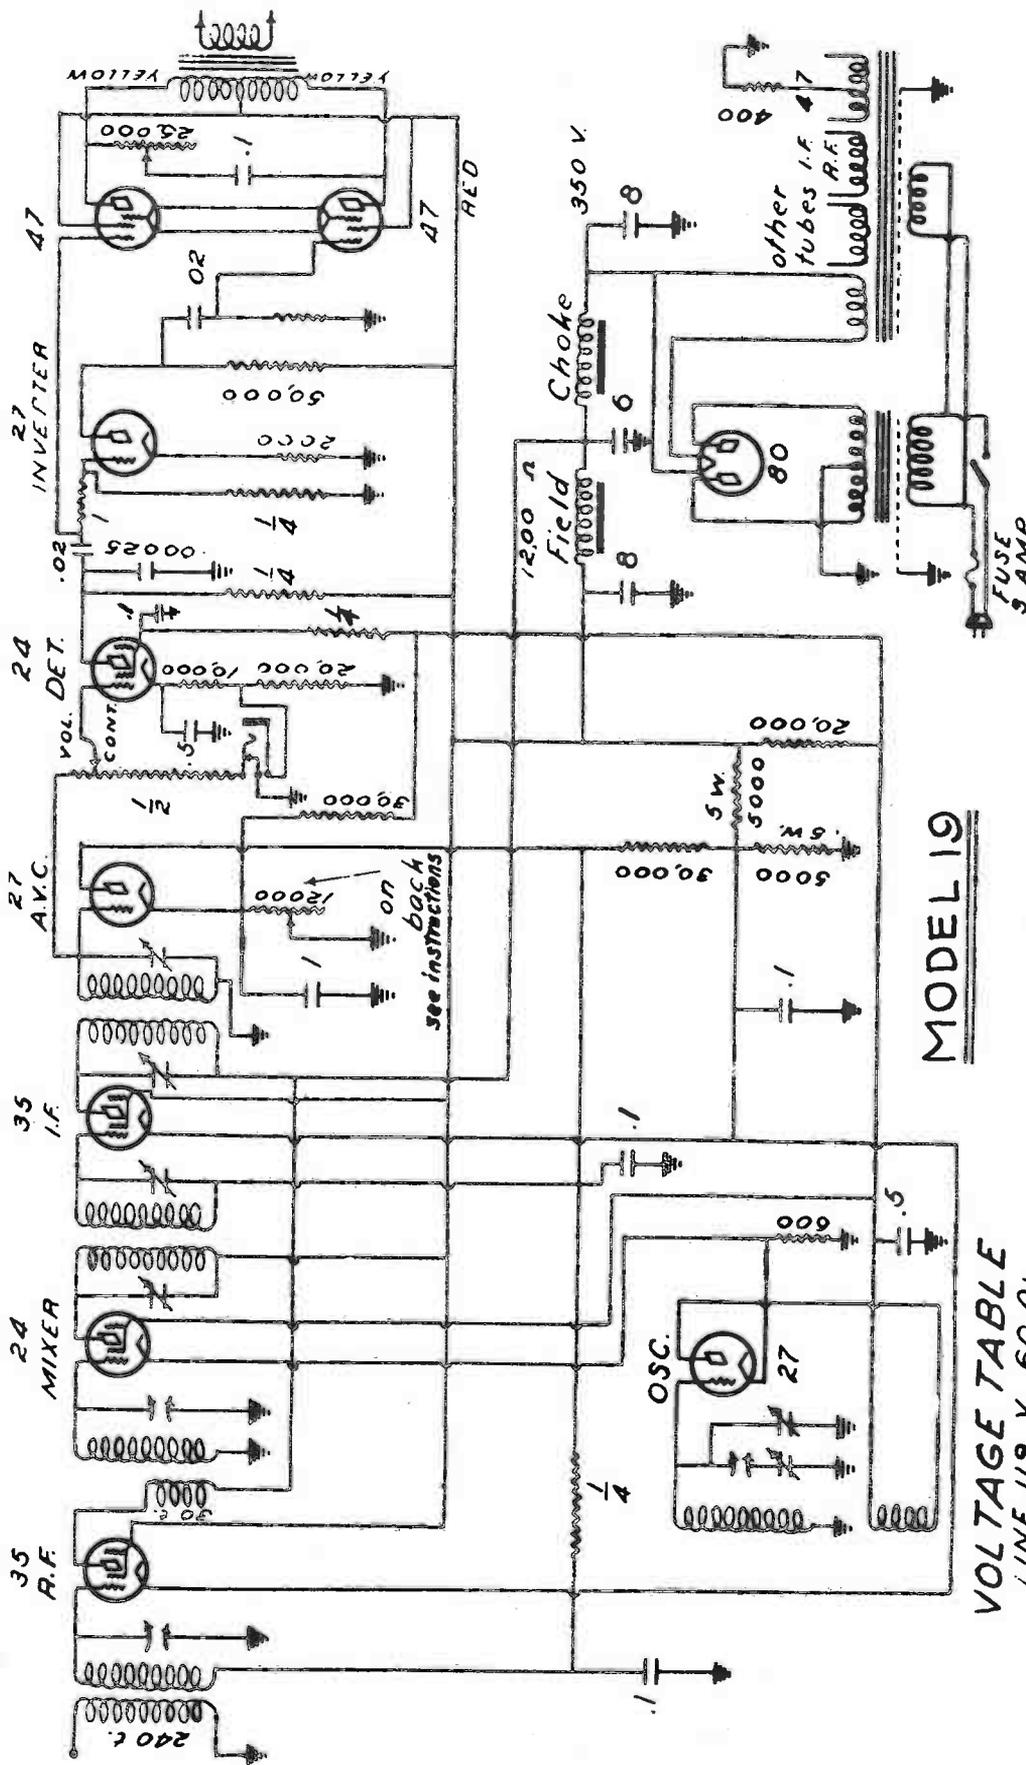 35
R.F.
24
MIXER
35
I.F.
27
A.V.C.
24
DET.
27
INVERTER
47
VOL.
CONT.
240 t.
30 t.
1/2
.5
10,000
20,000
.1
1/4
.02
.00025
1/4
1
1/4
2000
50,000
.02
25,000
.1
YELLOW
YELLOW
47
RED
12000
on
back
see instructions
.1
30,000
1200 Ω
Field
Choke
350 V.
8
6
8
80
other
tubes
I.F.
R.F.
47
400
FUSE
3 AMP
.1
1/4
.1
OSC.
27
600
.5
.1
30,000
5 W.
5000
.5 W.
5000
20,000
MODEL 19
VOLTAGE TABLE